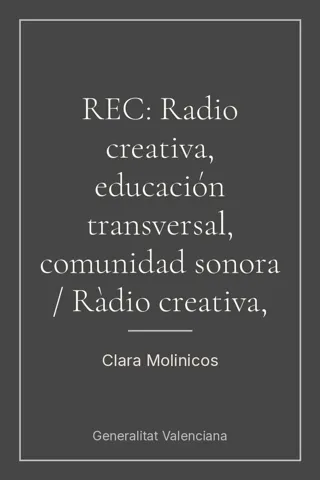 REC: Radio
creativa,
educación
transversal,
comunidad sonora
/ Ràdio creativa,
Clara Molinicos
Generalitat Valenciana